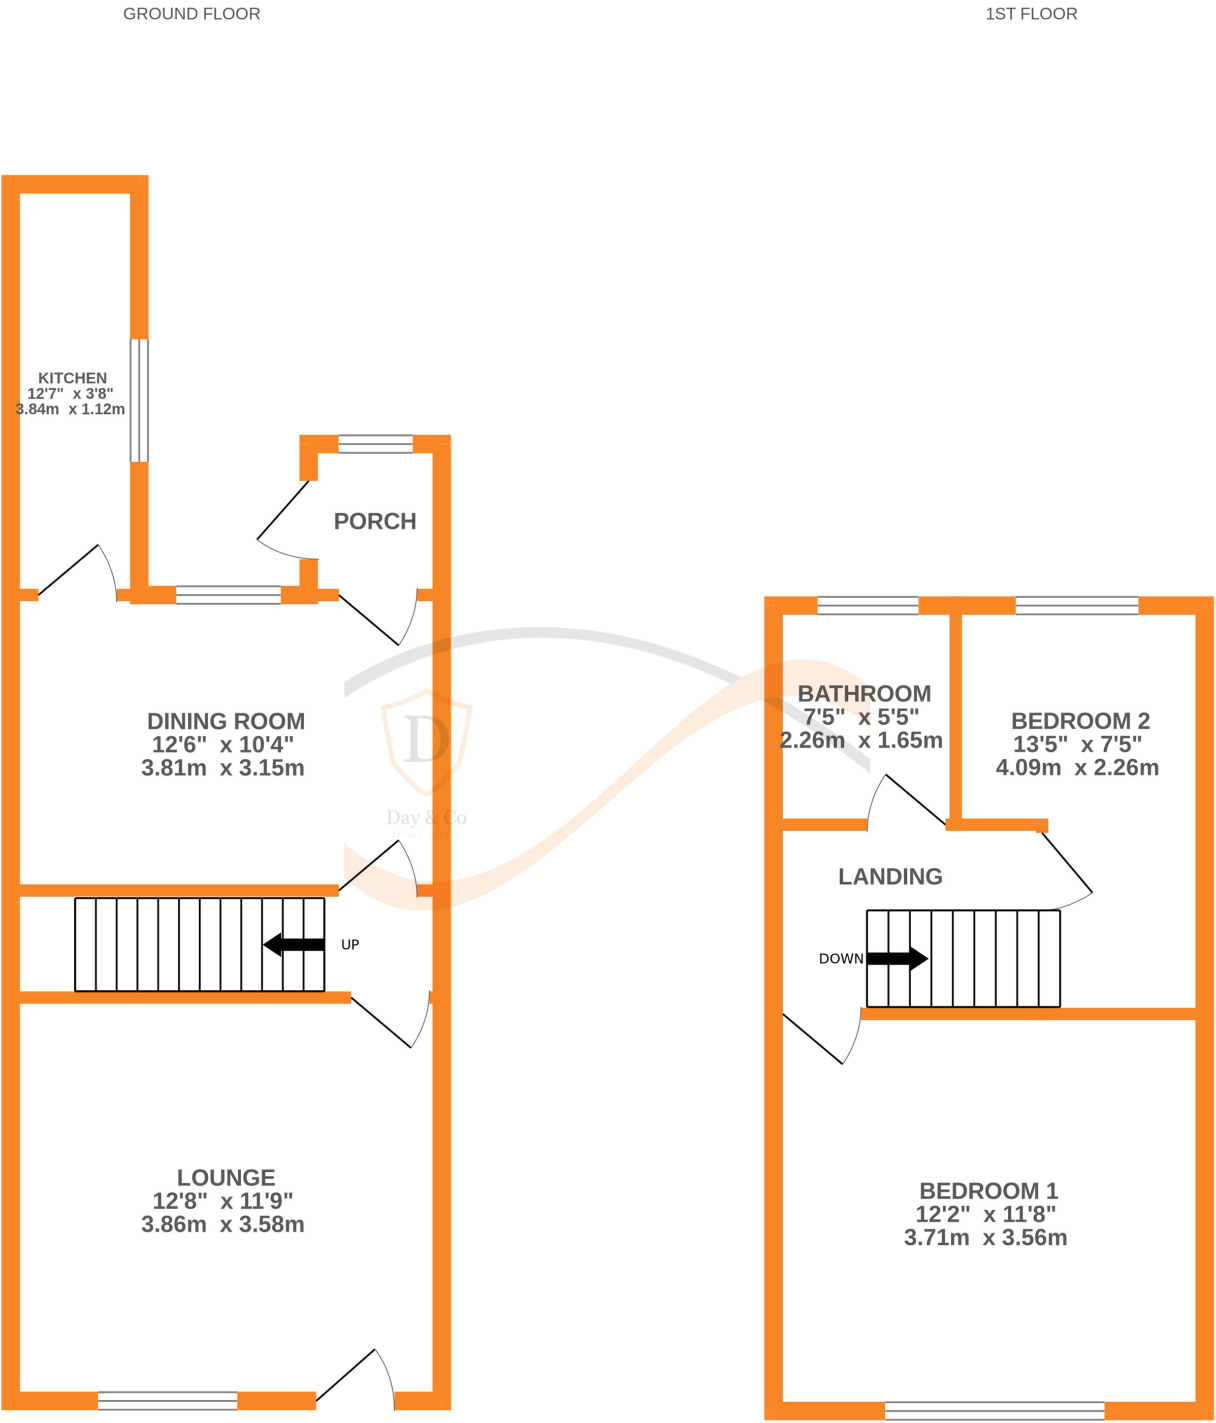 GROUND FLOOR
1ST FLOOR
KITCHEN
12'7" x 3'8"
3.84m x 1.12m
PORCH
DINING ROOM
12'6" x 10'4"
3.81m x 3.15m
D
Day & Co
UP
LOUNGE
12'8" x 11'9"
3.86m x 3.58m
BATHROOM
7'5" x 5'5"
2.26m x 1.65m
BEDROOM 2
13'5" x 7'5"
4.09m x 2.26m
LANDING
DOWN
BEDROOM 1
12'2" x 11'8"
3.71m x 3.56m